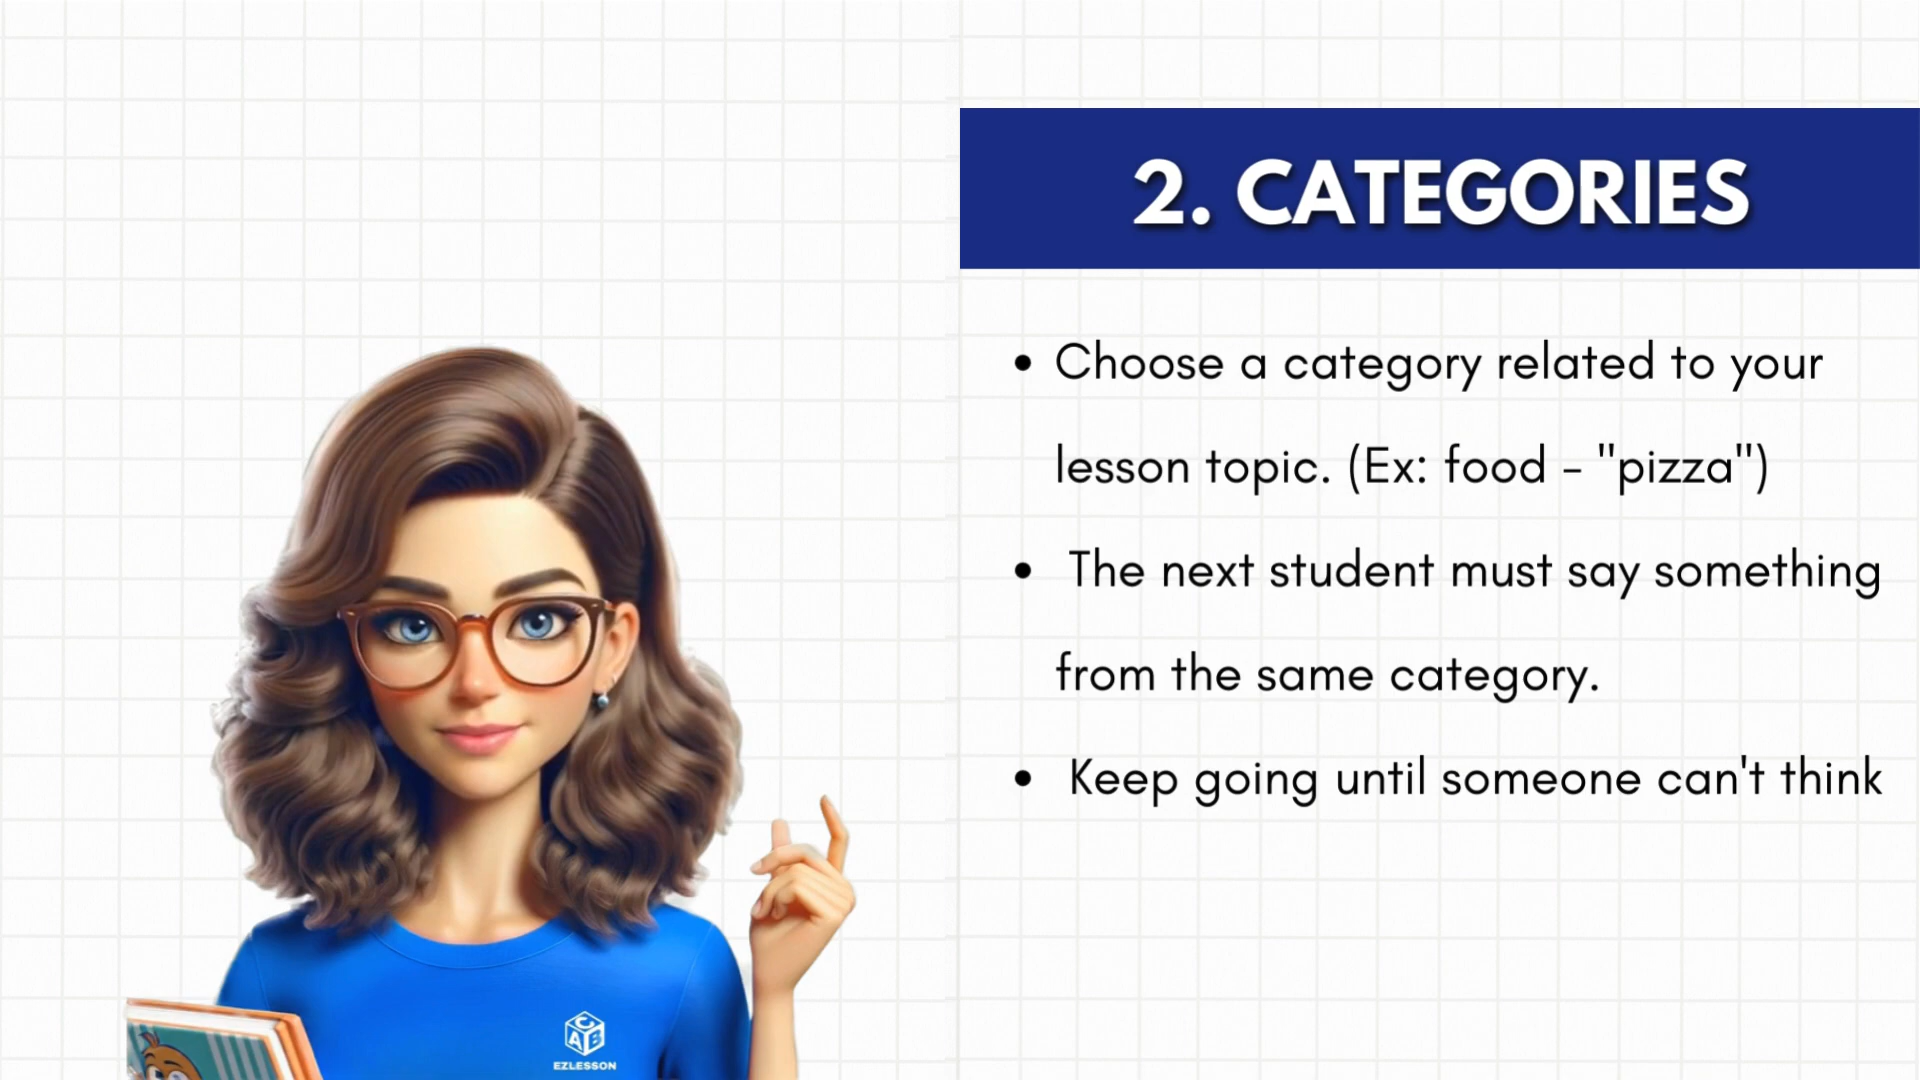 2. CATEGORIES
• Choose a category related to your
lesson topic. (Ex: food - "pizza")
• The next student must say something
from the same category.
• Keep going until someone can't think
C
A B
EZLESSON